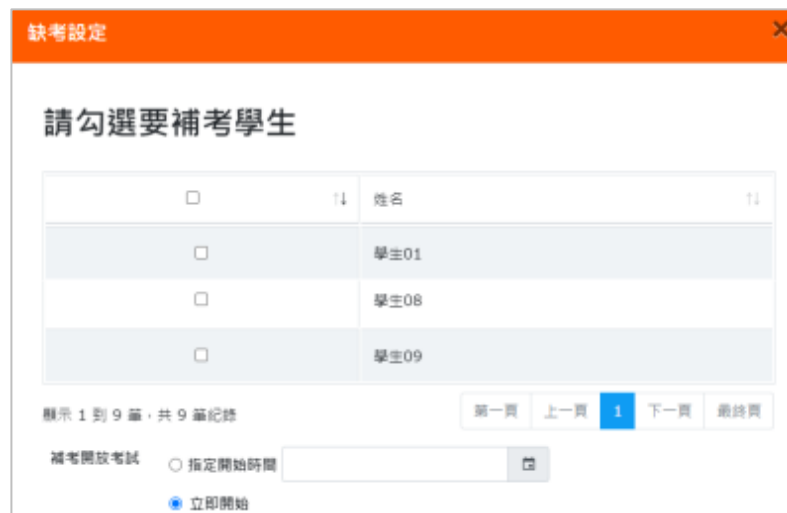 缺考設定
請勾選要補考學生
姓名
學生01
學生08
學生09
顯示 1 到 9 筆，共 9 筆紀錄
第一頁 上一頁 1 下一頁 最終頁
補考開放考試 指定開始時間
立即開始